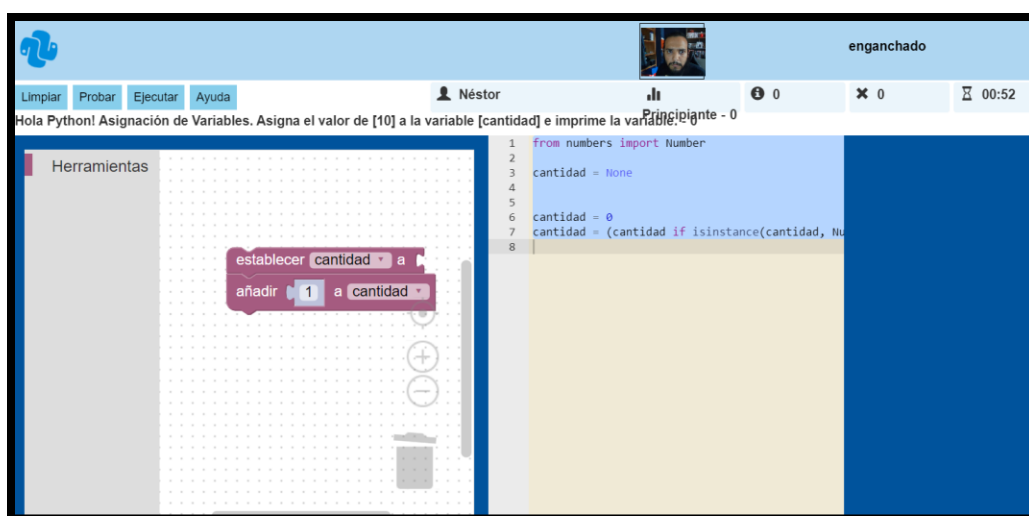 enganchado
Limpiar Probar Ejecutar Ayuda Néstor Principiante - 0 0 0 00:52
Hola Python! Asignación de Variables. Asigna el valor de [10] a la variable [cantidad] e imprime la variable. - 0
Herramientas
establecer cantidad a
añadir 1 a cantidad
1 from numbers import Number
2
3 cantidad = None
4
5
6 cantidad = 0
7 cantidad = (cantidad if isinstance(cantidad, Nu
8